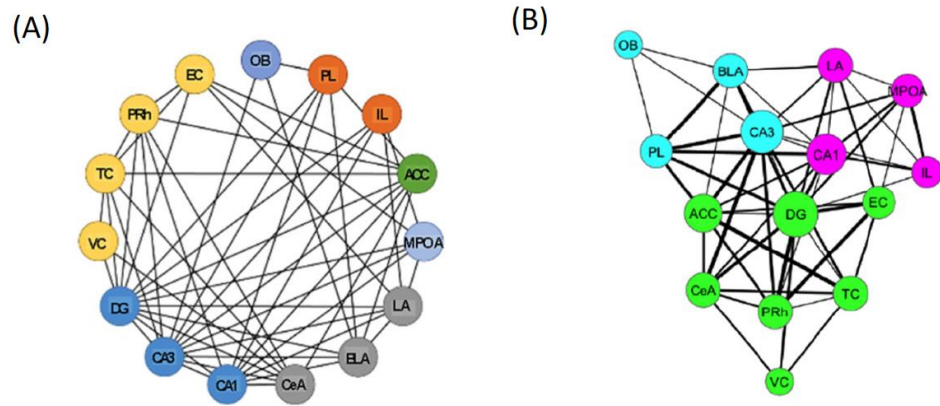 (A)
(B)
OB
EC
PL
PRh
IL
TC
ACC
VC
MPOA
DG
LA
CA3
BLA
CA1
CeA
OB
BLA
LA
MPOA
CA3
PL
CA1
IL
ACC
DG
EC
CeA
TC
PRh
VC